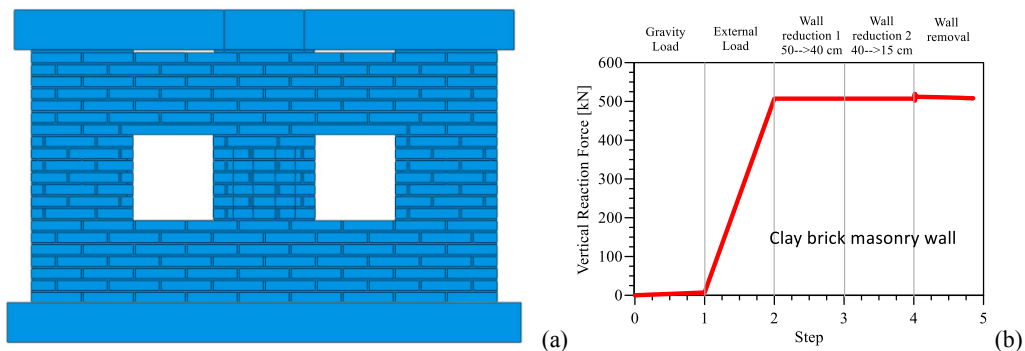 Gravity
Load
External
Load
Wall
reduction 1
50-->40 cm
Wall
reduction 2
40-->15 cm
Wall
removal
Vertical Reaction Force [kN]
600
500
400
300
200
100
0
Clay brick masonry wall
0 1 2 3 4 5
Step
(a)
(b)